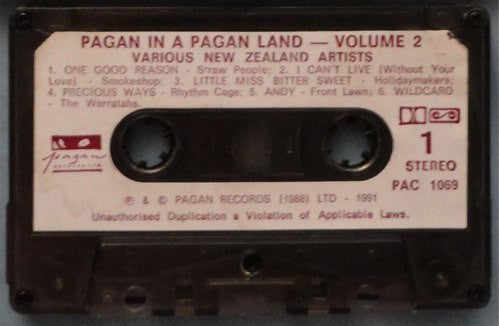 PAGAN IN A PAGAN LAND — VOLUME 2
VARIOUS NEW ZEALAND ARTISTS
1. ONE GOOD REASON - Straw People; 2. I CAN'T LIVE (Without Your
Love) - Smokeshop; 3. LITTLE MISS BITTER SWEET - Holidaymakers;
4. PRECIOUS WAYS - Rhythm Cage; 5. ANDY - Front Lawn; 6. WILDCARD
- The Warratahs.
pagan
RECORDS LTD
1
STEREO
PAC 1069
℗ & © PAGAN RECORDS (1988) LTD - 1991
Unauthorised Duplication a Violation of Applicable Laws.